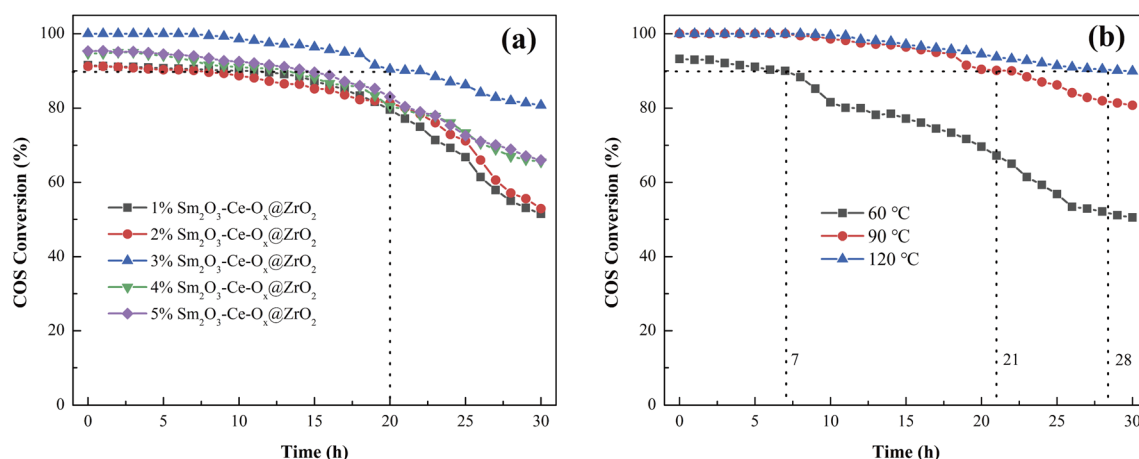 (a)
COS Conversion (%)
100
80
60
40
20
0
1% Sm₂O₃-Ce-Oₓ@ZrO₂
2% Sm₂O₃-Ce-Oₓ@ZrO₂
3% Sm₂O₃-Ce-Oₓ@ZrO₂
4% Sm₂O₃-Ce-Oₓ@ZrO₂
5% Sm₂O₃-Ce-Oₓ@ZrO₂
0 5 10 15 20 25 30
Time (h)
(b)
COS Conversion (%)
100
80
60
40
20
0
60 ℃
90 ℃
120 ℃
7 21 28
0 5 10 15 20 25 30
Time (h)